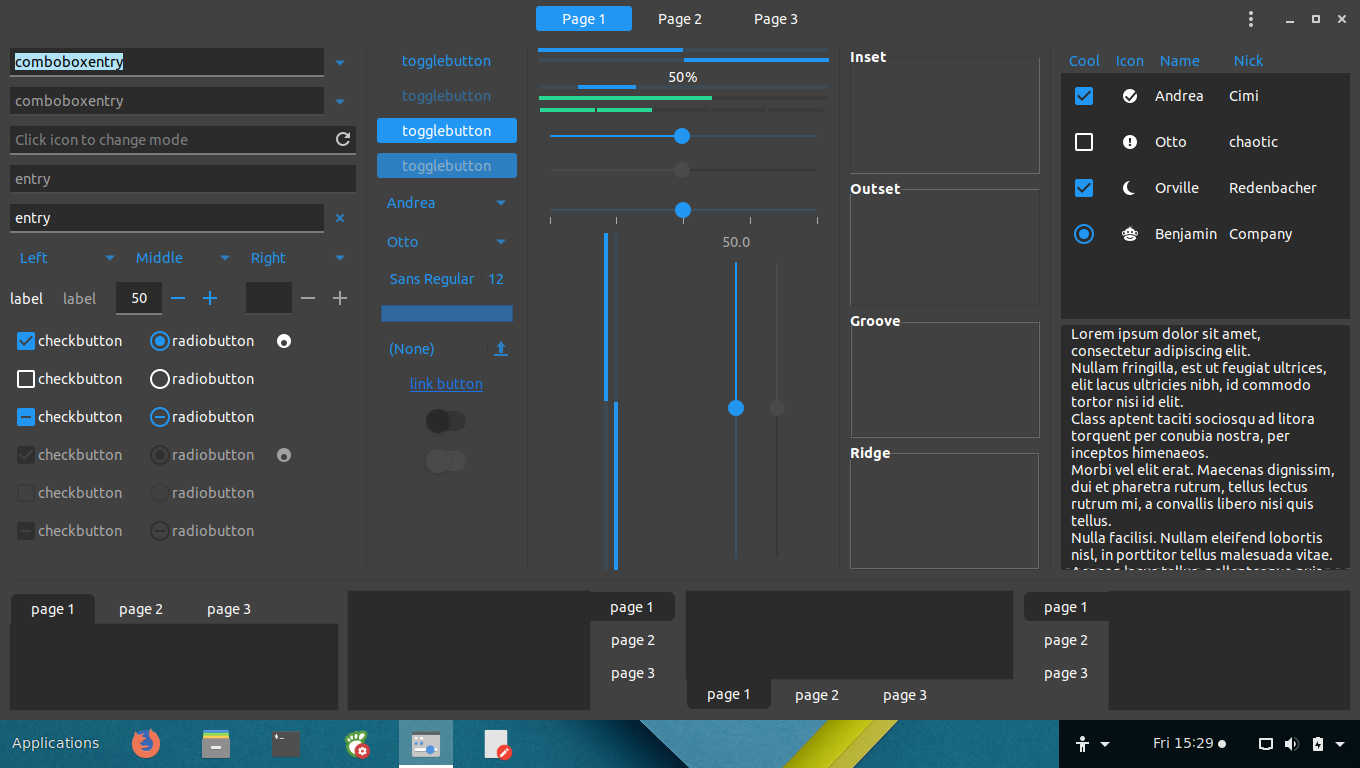 Page 1
Page 2
Page 3
comboboxentry
comboboxentry
Click icon to change mode
entry
entry
Left
Middle
Right
label
label
50
checkbutton
radiobutton
checkbutton
radiobutton
checkbutton
radiobutton
checkbutton
radiobutton
checkbutton
radiobutton
checkbutton
radiobutton
togglebutton
togglebutton
togglebutton
togglebutton
Andrea
Otto
Sans Regular 12
(None)
link button
50%
50.0
Inset
Outset
Groove
Ridge
Cool Icon Name Nick
Andrea Cimi
Otto chaotic
Orville Redenbacher
Benjamin Company
Lorem ipsum dolor sit amet,
consectetur adipiscing elit.
Nullam fringilla, est ut feugiat ultrices,
elit lacus ultricies nibh, id commodo
tortor nisi id elit.
Class aptent taciti sociosqu ad litora
torquent per conubia nostra, per
inceptos himenaeos.
Morbi vel elit erat. Maecenas dignissim,
dui et pharetra rutrum, tellus lectus
rutrum mi, a convallis libero nisi quis
tellus.
Nulla facilisi. Nullam eleifend lobortis
nisl, in porttitor tellus malesuada vitae.
page 1
page 2
page 3
page 1
page 2
page 3
page 1
page 2
page 3
page 1
page 2
page 3
Applications
Fri 15:29